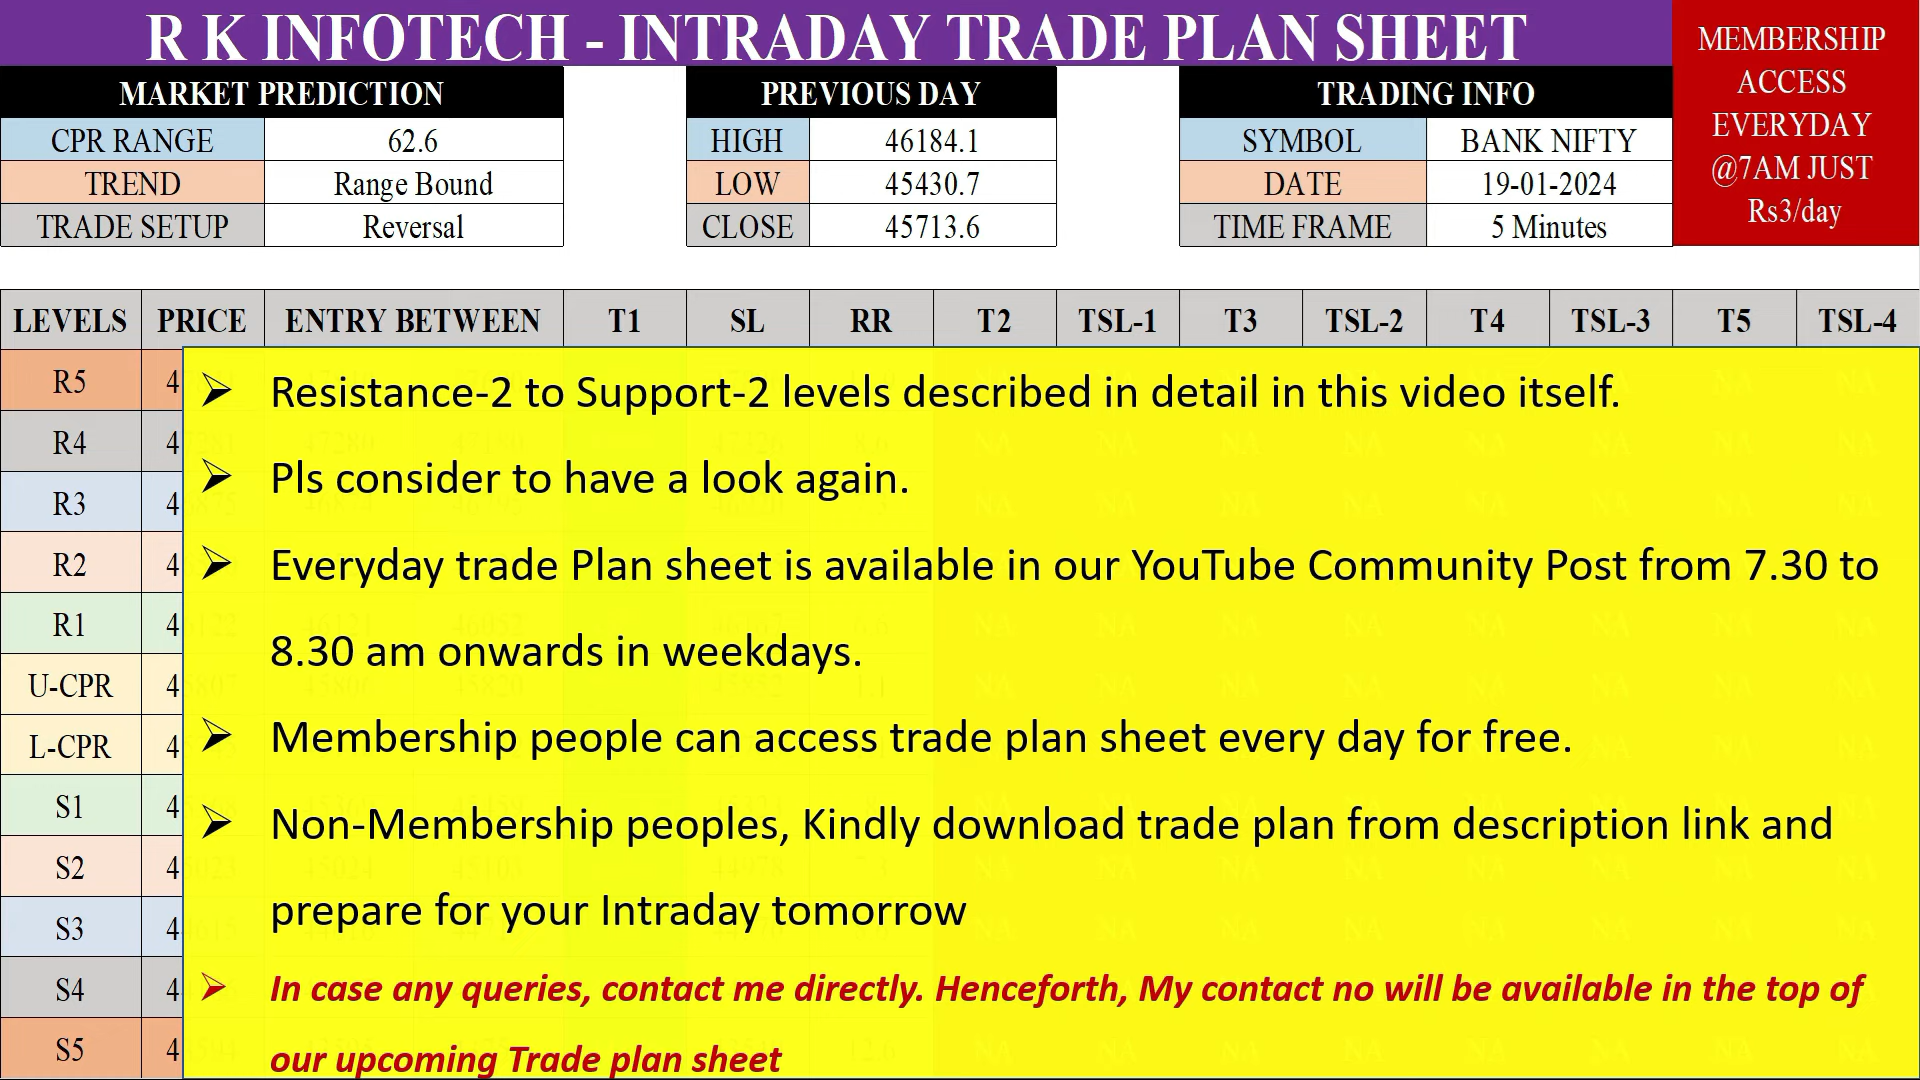 R K INFOTECH - INTRADAY TRADE PLAN SHEET
MEMBERSHIP
ACCESS
EVERYDAY
@7AM JUST
Rs3/day
MARKET PREDICTION
CPR RANGE 62.6
TREND Range Bound
TRADE SETUP Reversal
PREVIOUS DAY
HIGH 46184.1
LOW 45430.7
CLOSE 45713.6
TRADING INFO
SYMBOL BANK NIFTY
DATE 19-01-2024
TIME FRAME 5 Minutes
LEVELS PRICE ENTRY BETWEEN T1 SL RR T2 TSL-1 T3 TSL-2 T4 TSL-3 T5 TSL-4
R5
R4
R3
R2
R1
U-CPR
L-CPR
S1
S2
S3
S4
S5
➢ Resistance-2 to Support-2 levels described in detail in this video itself.
➢ Pls consider to have a look again.
➢ Everyday trade Plan sheet is available in our YouTube Community Post from 7.30 to
8.30 am onwards in weekdays.
➢ Membership people can access trade plan sheet every day for free.
➢ Non-Membership peoples, Kindly download trade plan from description link and
prepare for your Intraday tomorrow
➢ In case any queries, contact me directly. Henceforth, My contact no will be available in the top of
our upcoming Trade plan sheet